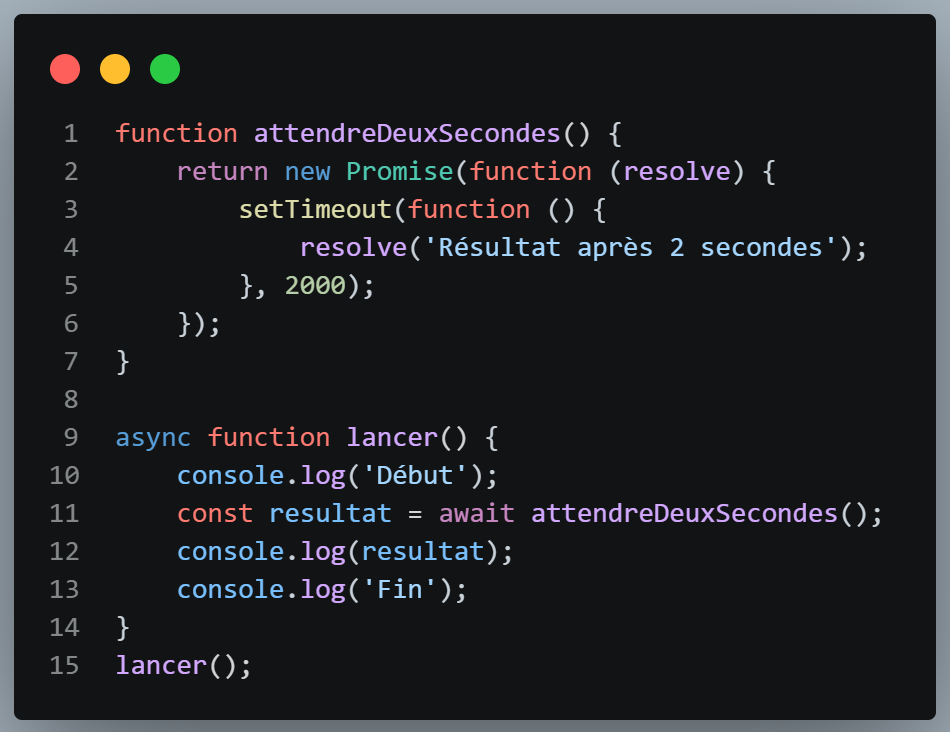 1 function attendreDeuxSecondes() {
2     return new Promise(function (resolve) {
3         setTimeout(function () {
4             resolve('Résultat après 2 secondes');
5         }, 2000);
6     });
7 }
8
9 async function lancer() {
10     console.log('Début');
11     const resultat = await attendreDeuxSecondes();
12     console.log(resultat);
13     console.log('Fin');
14 }
15 lancer();